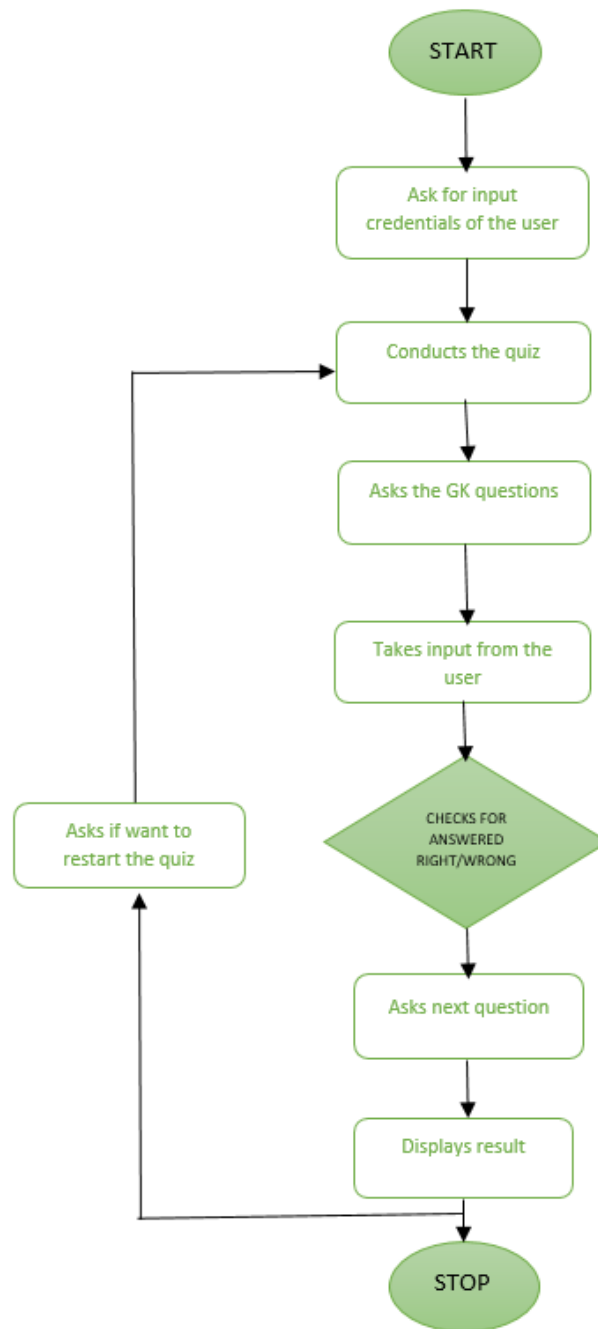 START
Ask for input
credentials of the user
Conducts the quiz
Asks the GK questions
Takes input from the
user
CHECKS FOR
ANSWERED
RIGHT/WRONG
Asks if want to
restart the quiz
Asks next question
Displays result
STOP